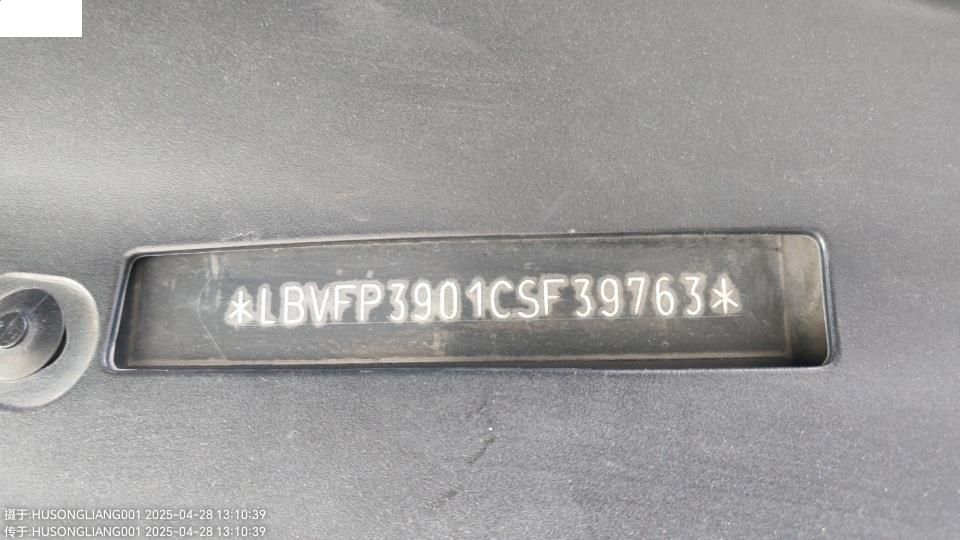 *LBVFP3901CSF39763*
摄于:HUSONGLIANG001 2025-04-28 13:10:39
传于:HUSONGLIANG001 2025-04-28 13:10:39